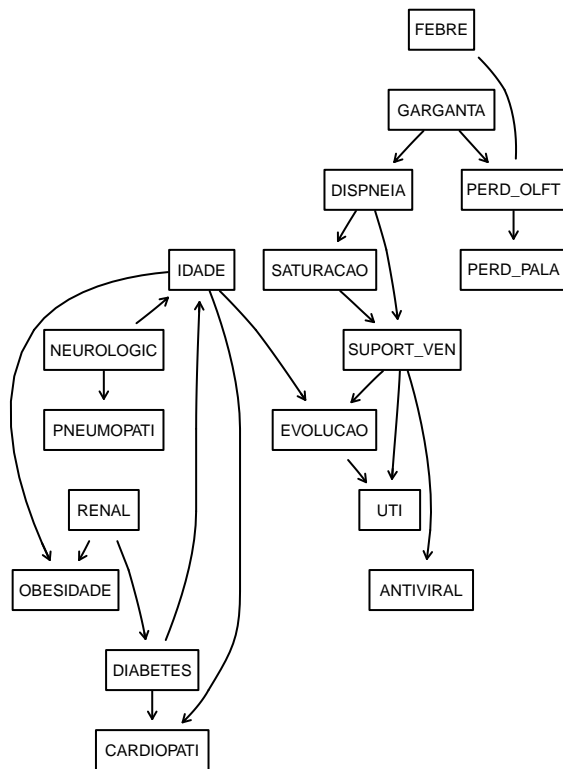 FEBRE
GARGANTA
DISPNEIA
PERD_OLFT
IDADE
SATURACAO
PERD_PALA
NEUROLOGIC
SUPORT_VEN
PNEUMOPATI
EVOLUCAO
RENAL
UTI
OBESIDADE
ANTIVIRAL
DIABETES
CARDIOPATI